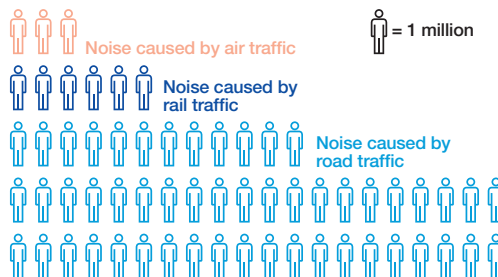 Noise caused by air traffic
= 1 million
Noise caused by
rail traffic
Noise caused by
road traffic